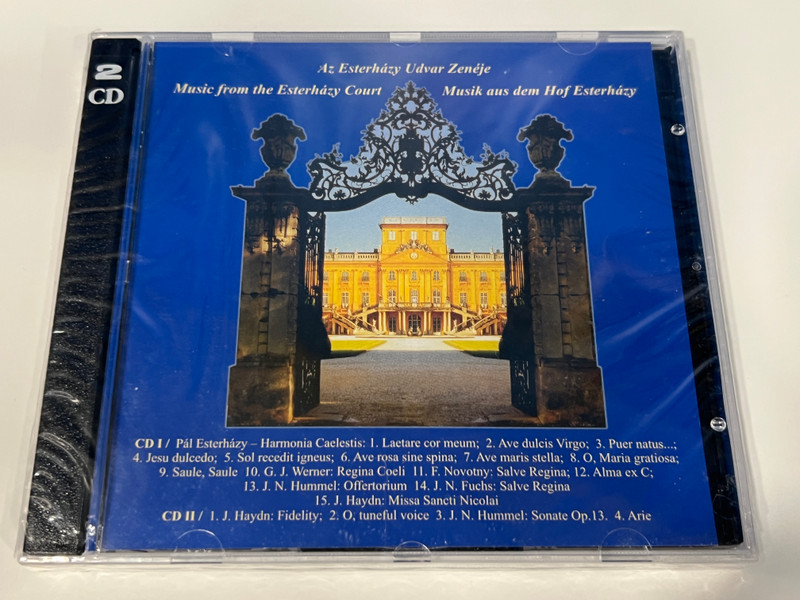 2
CD
Az Esterházy Udvar Zenéje
Music from the Esterházy Court
Musik aus dem Hof Esterházy
CD I / Pál Esterházy – Harmonia Caelestis: 1. Laetare cor meum; 2. Ave dulcis Virgo; 3. Puer natus...;
4. Jesu dulcedo; 5. Sol recedit igneus; 6. Ave rosa sine spina; 7. Ave maris stella; 8. O, Maria gratiosa;
9. Saule, Saule 10. G. J. Werner: Regina Coeli 11. F. Novotny: Salve Regina; 12. Alma ex C;
13. J. N. Hummel: Offertorium 14. J. N. Fuchs: Salve Regina
15. J. Haydn: Missa Sancti Nicolai
CD II / 1. J. Haydn: Fidelity; 2. O, tuneful voice 3. J. N. Hummel: Sonate Op.13. 4. Arie